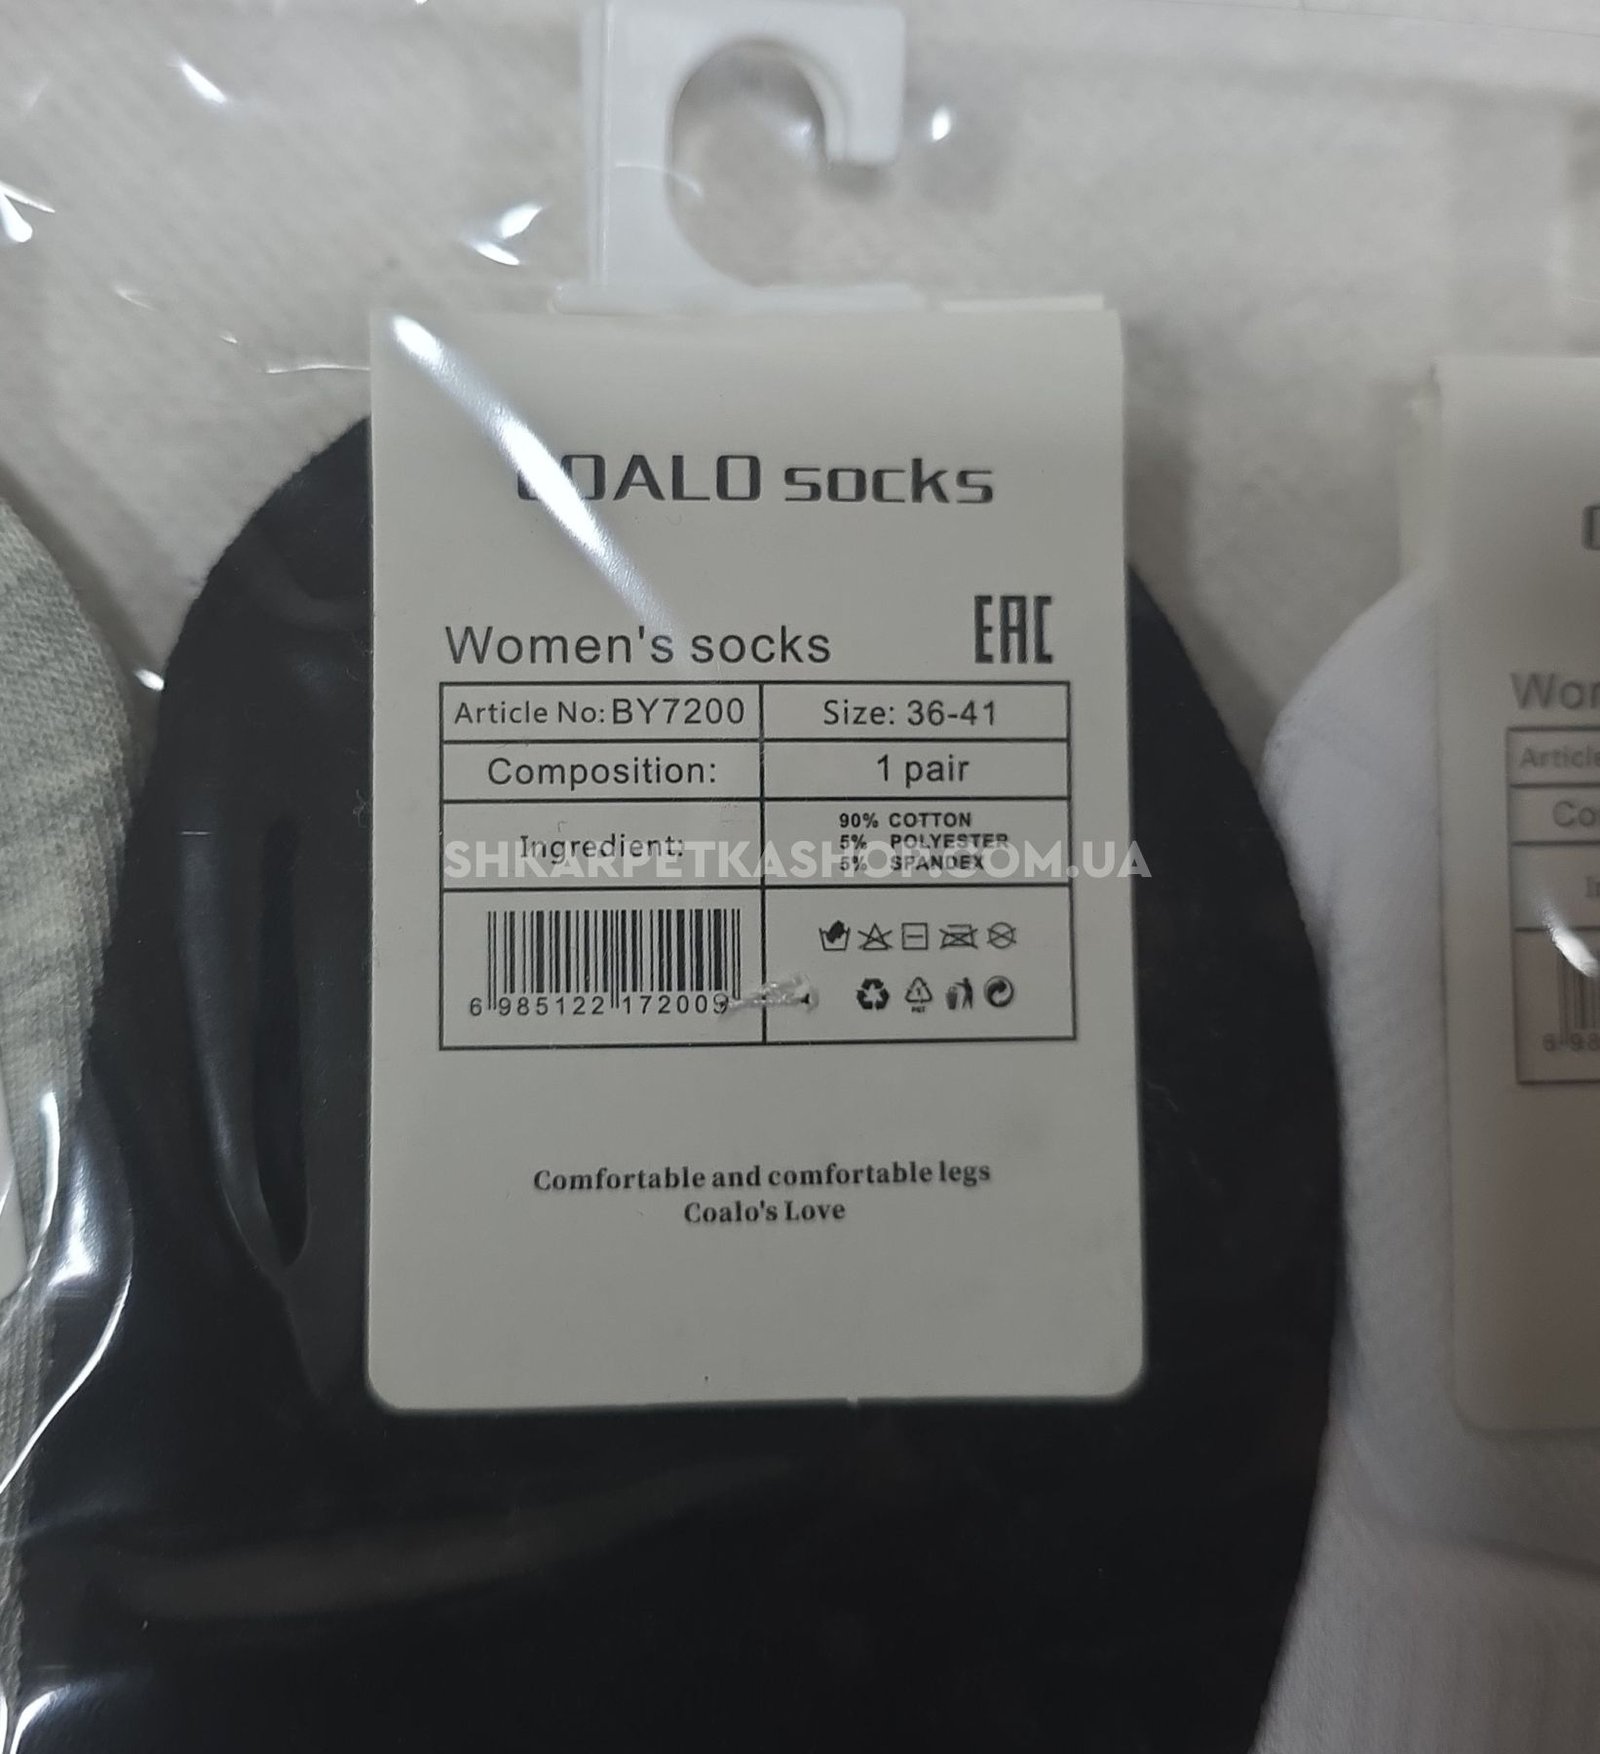 COALO socks
EAC
Women's socks
Article No: BY7200
Size: 36-41
Composition:
1 pair
Ingredient:
90% COTTON
5% POLYESTER
5% SPANDEX
SHKARPETKASHOP.COM.UA
6 985122 172009
Comfortable and comfortable legs
Coalo's Love